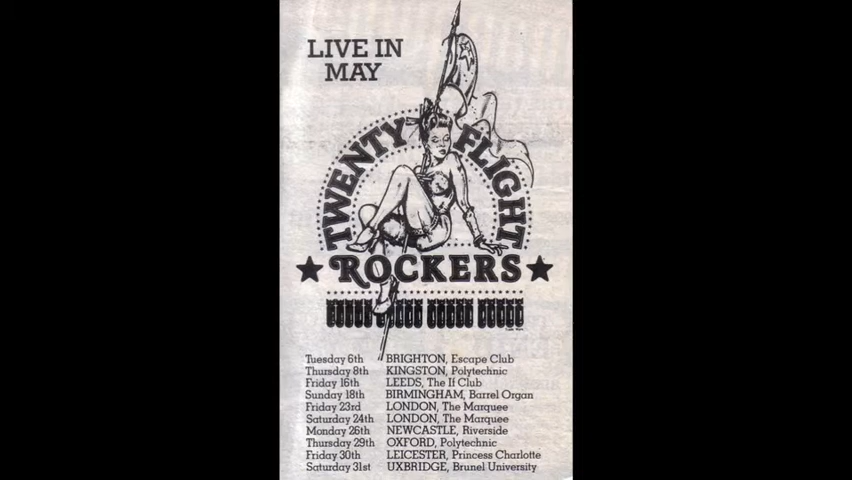 LIVE IN
MAY
TWENTY FLIGHT
ROCKERS
Tuesday 6th BRIGHTON, Escape Club
Thursday 8th KINGSTON, Polytechnic
Friday 16th LEEDS, The If Club
Sunday 18th BIRMINGHAM, Barrel Organ
Friday 23rd LONDON, The Marquee
Saturday 24th LONDON, The Marquee
Monday 26th NEWCASTLE, Riverside
Thursday 29th OXFORD, Polytechnic
Friday 30th LEICESTER, Princess Charlotte
Saturday 31st UXBRIDGE, Brunel University